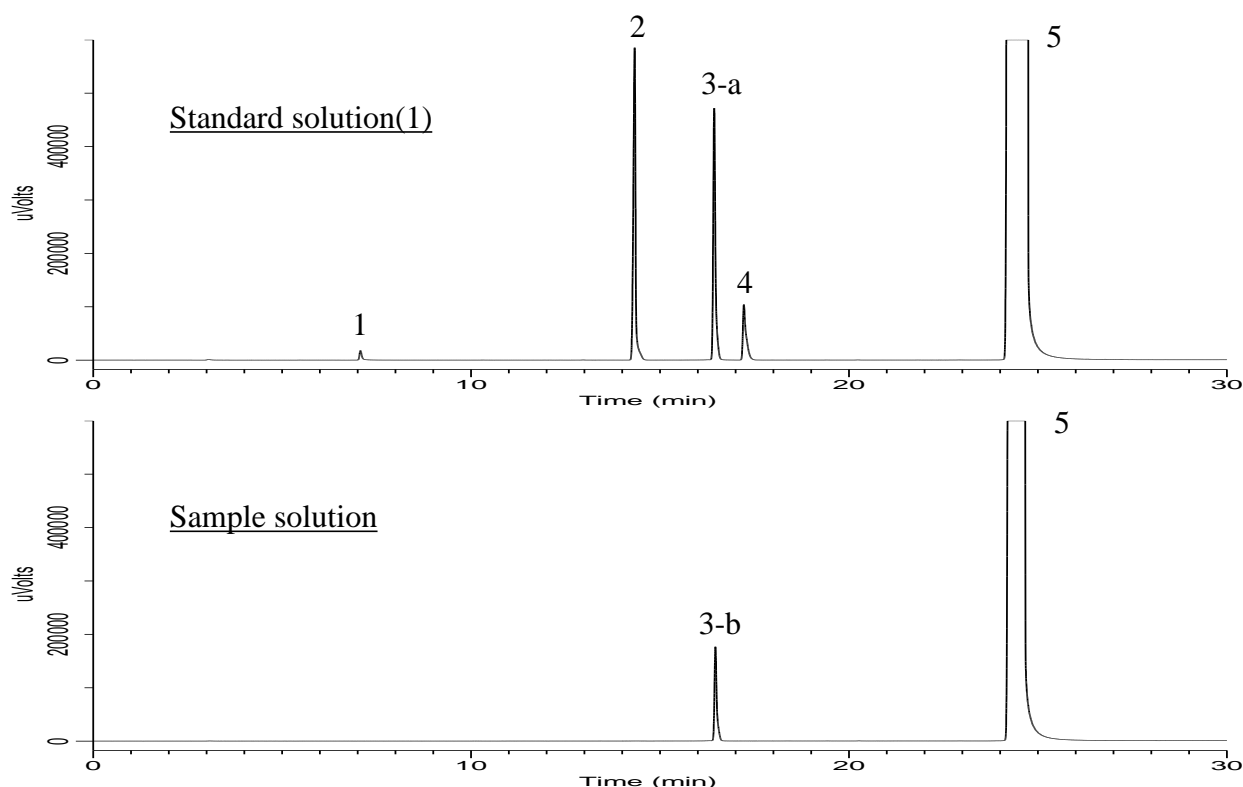 2
5
3-a
Standard solution(1)
400000
uVolts
200000
4
1
0
0 10 20 30
Time (min)
5
Sample solution
400000
uVolts
3-b
200000
0
0 10 20 30
Time (min)